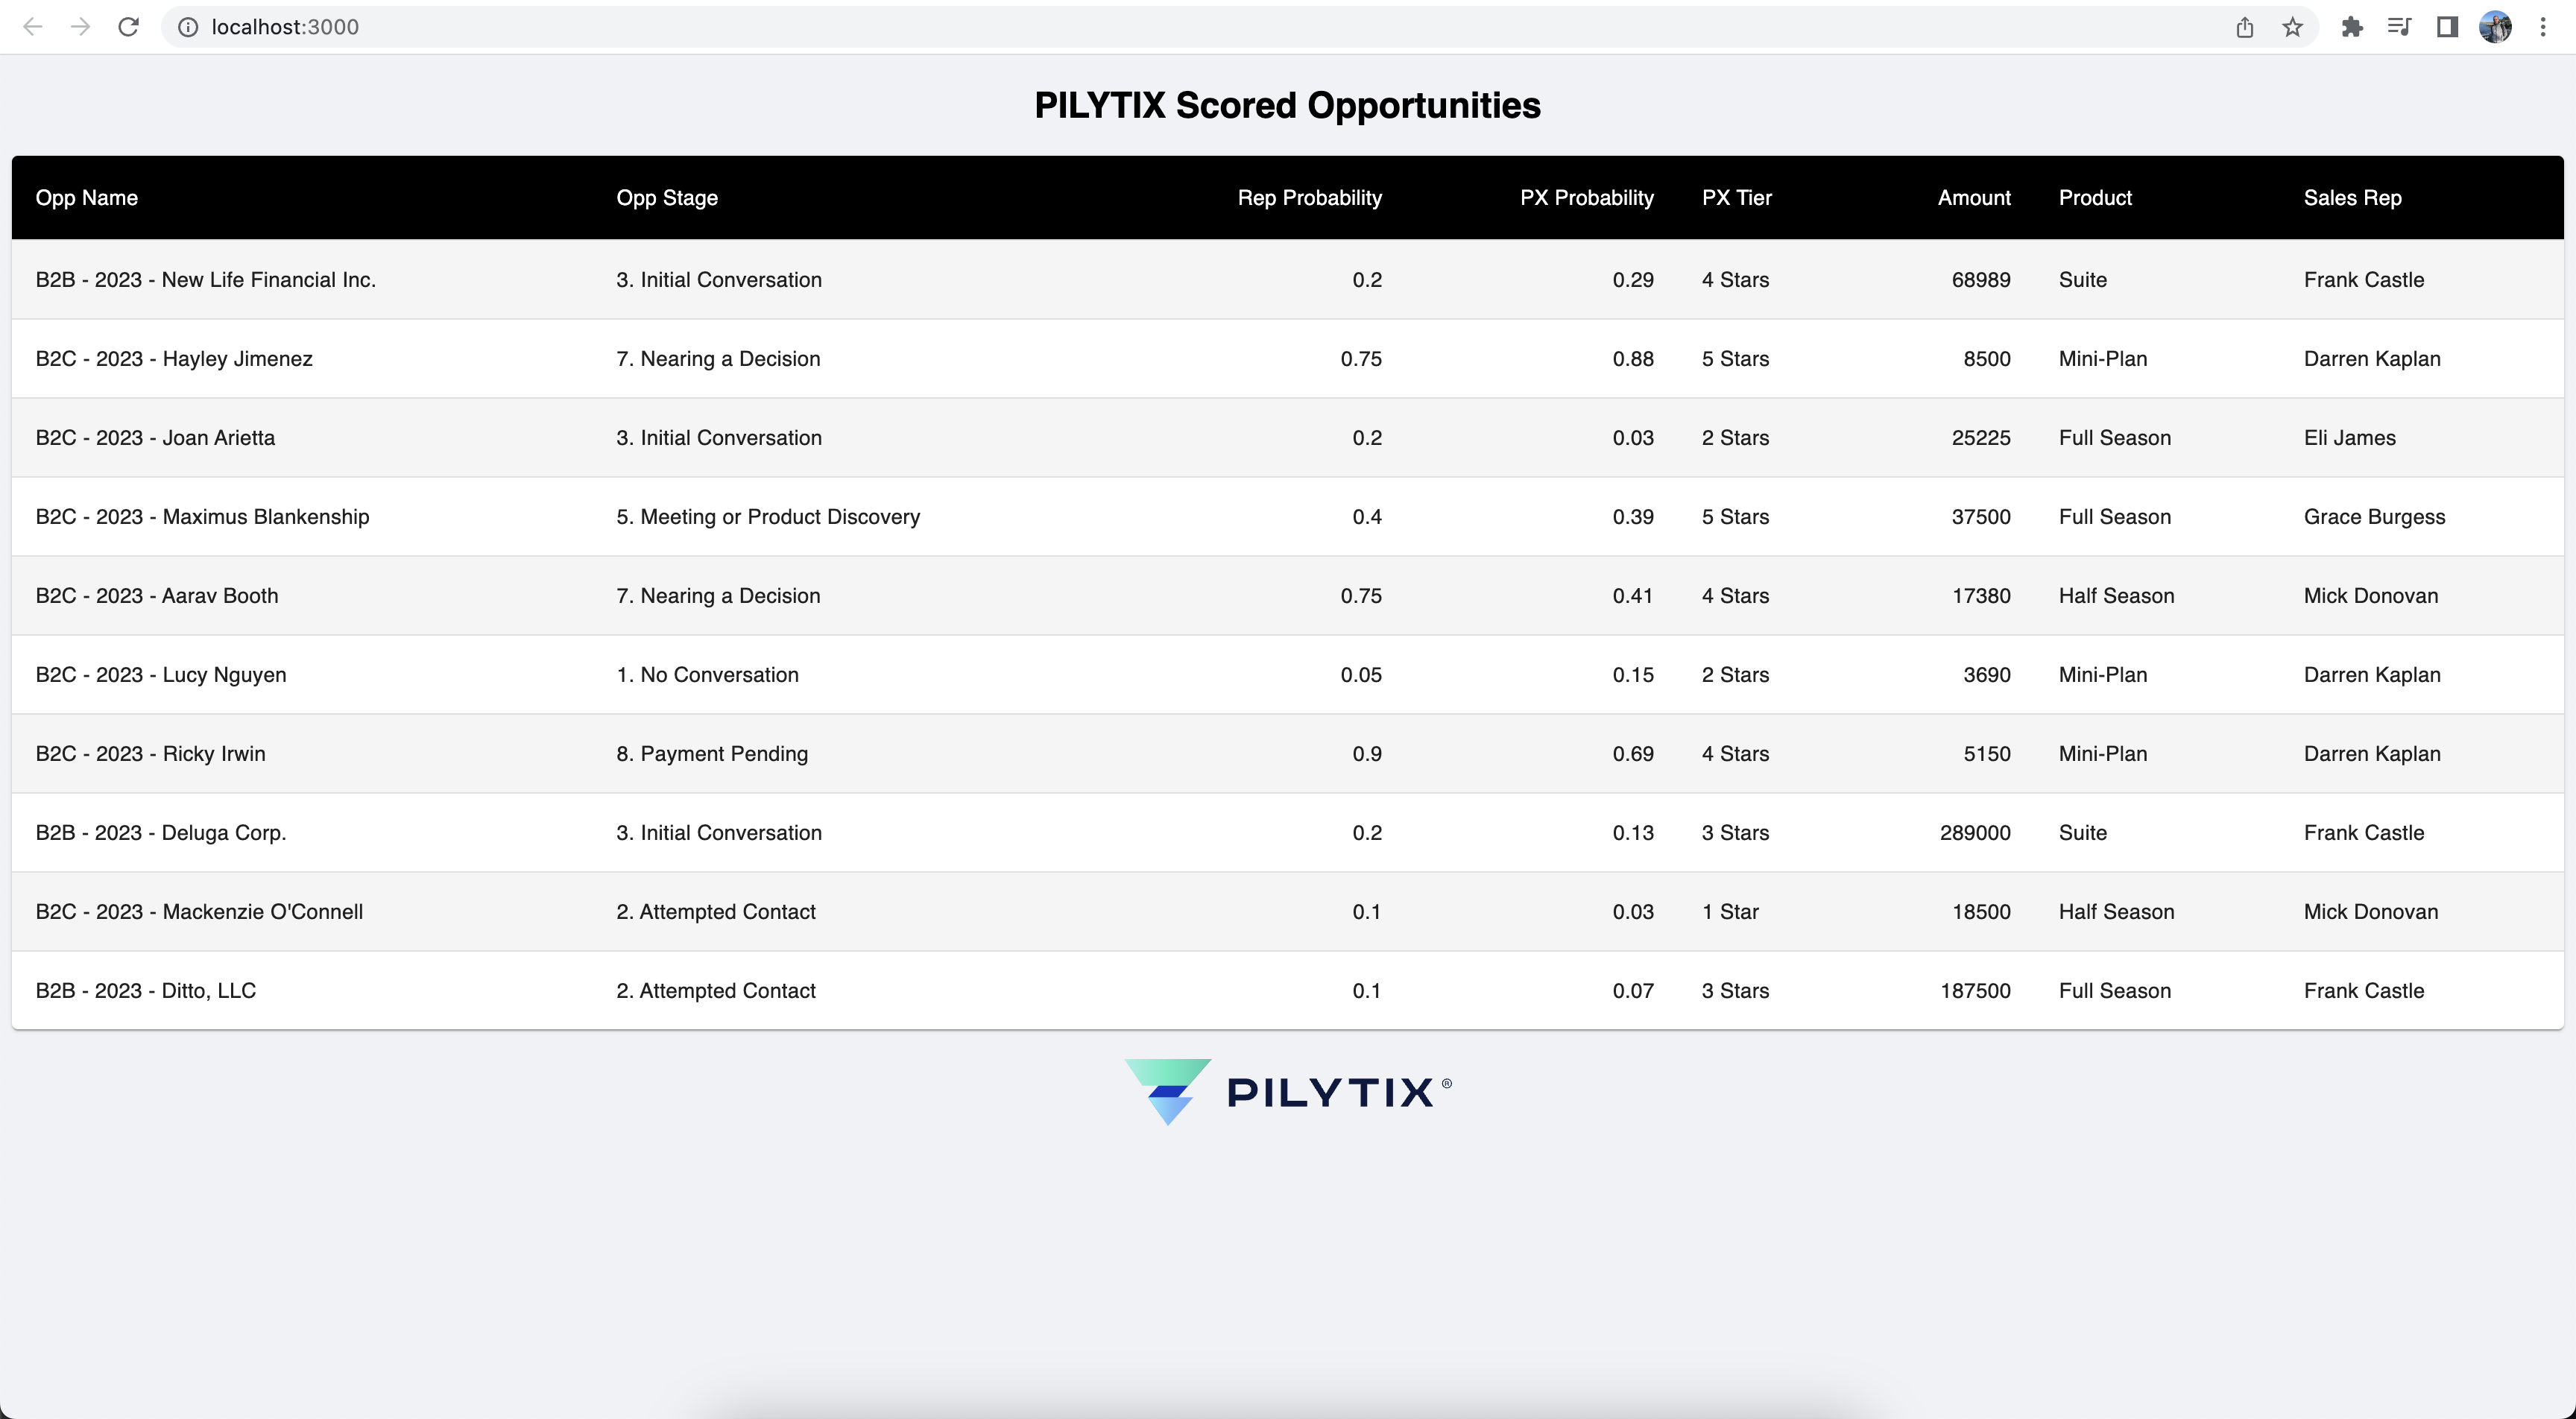 localhost:3000
PILYTIX Scored Opportunities
Opp Name Opp Stage Rep Probability PX Probability PX Tier Amount Product Sales Rep
B2B - 2023 - New Life Financial Inc. 3. Initial Conversation 0.2 0.29 4 Stars 68989 Suite Frank Castle
B2C - 2023 - Hayley Jimenez 7. Nearing a Decision 0.75 0.88 5 Stars 8500 Mini-Plan Darren Kaplan
B2C - 2023 - Joan Arietta 3. Initial Conversation 0.2 0.03 2 Stars 25225 Full Season Eli James
B2C - 2023 - Maximus Blankenship 5. Meeting or Product Discovery 0.4 0.39 5 Stars 37500 Full Season Grace Burgess
B2C - 2023 - Aarav Booth 7. Nearing a Decision 0.75 0.41 4 Stars 17380 Half Season Mick Donovan
B2C - 2023 - Lucy Nguyen 1. No Conversation 0.05 0.15 2 Stars 3690 Mini-Plan Darren Kaplan
B2C - 2023 - Ricky Irwin 8. Payment Pending 0.9 0.69 4 Stars 5150 Mini-Plan Darren Kaplan
B2B - 2023 - Deluga Corp. 3. Initial Conversation 0.2 0.13 3 Stars 289000 Suite Frank Castle
B2C - 2023 - Mackenzie O'Connell 2. Attempted Contact 0.1 0.03 1 Star 18500 Half Season Mick Donovan
B2B - 2023 - Ditto, LLC 2. Attempted Contact 0.1 0.07 3 Stars 187500 Full Season Frank Castle
PILYTIX®